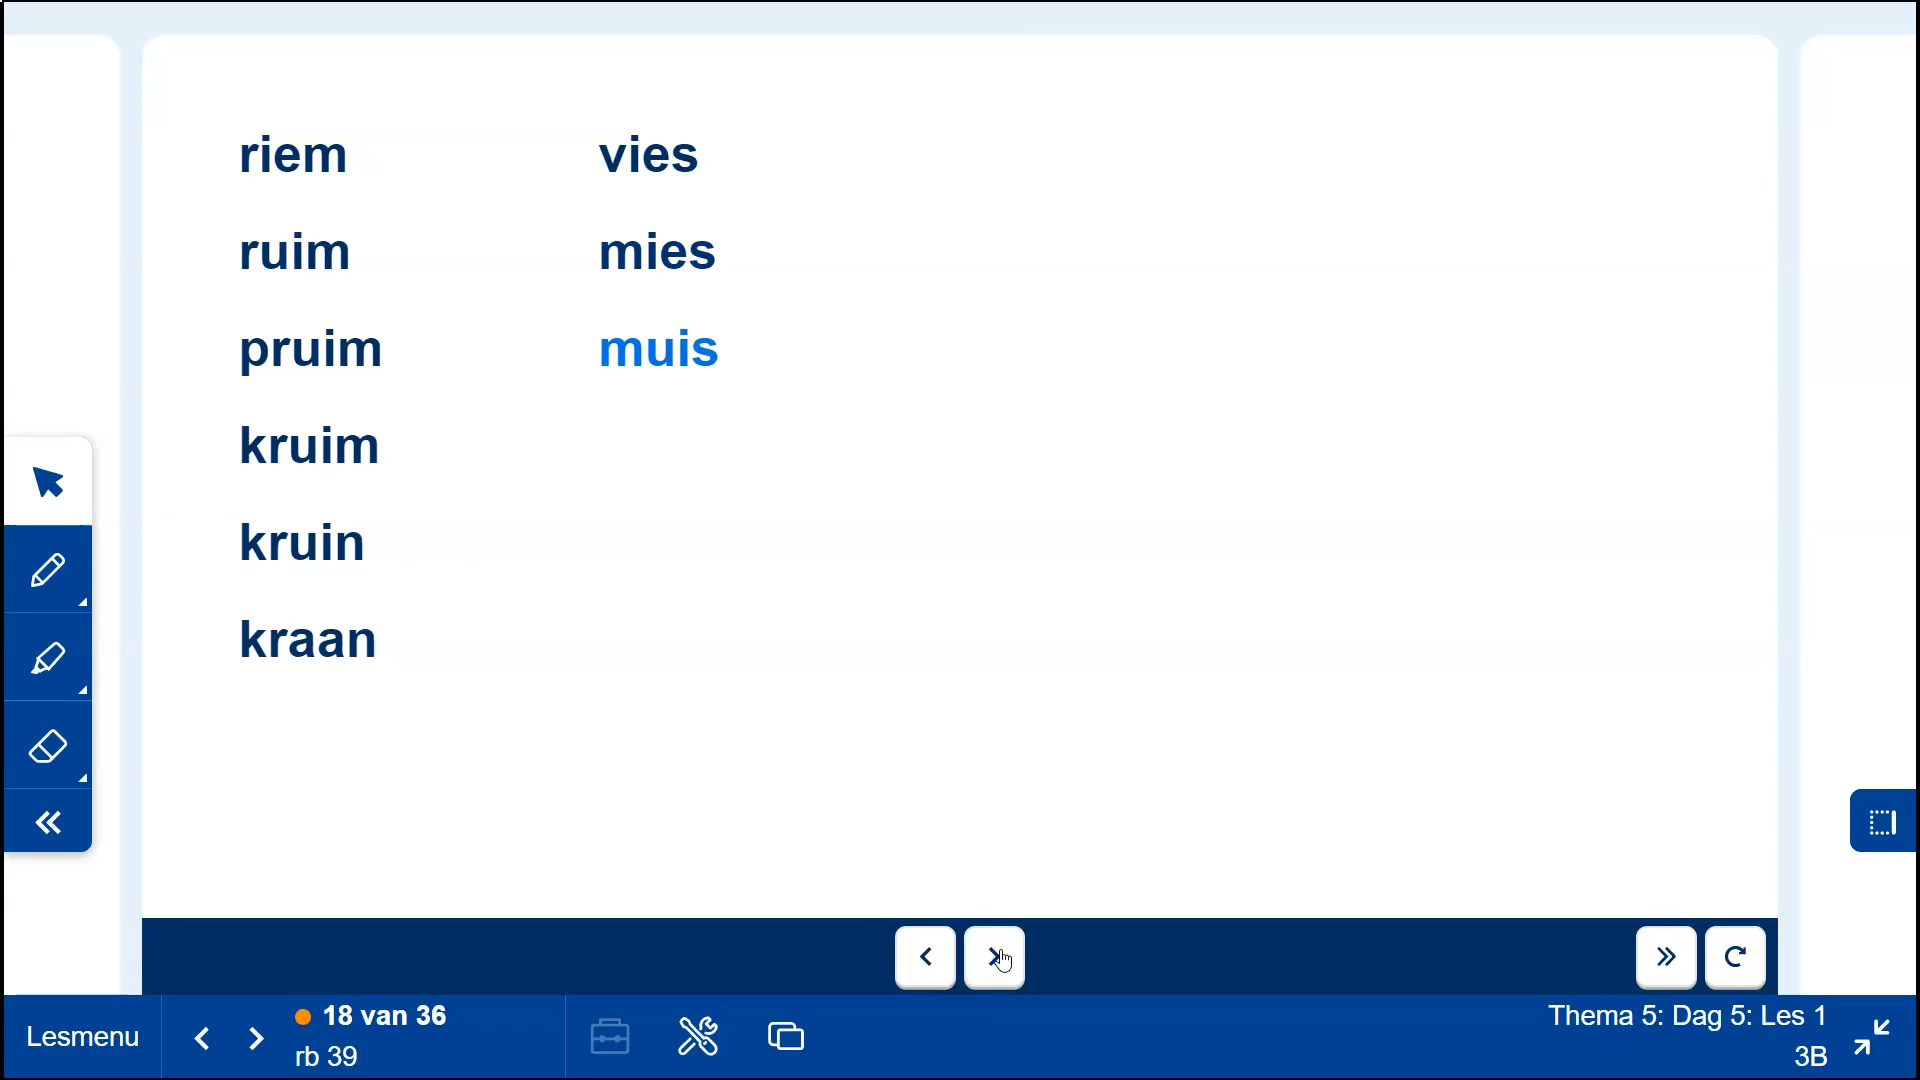 riem
ruim
pruim
kruim
kruin
kraan
vies
mies
muis
Lesmenu
18 van 36
rb 39
Thema 5: Dag 5: Les 1
3B